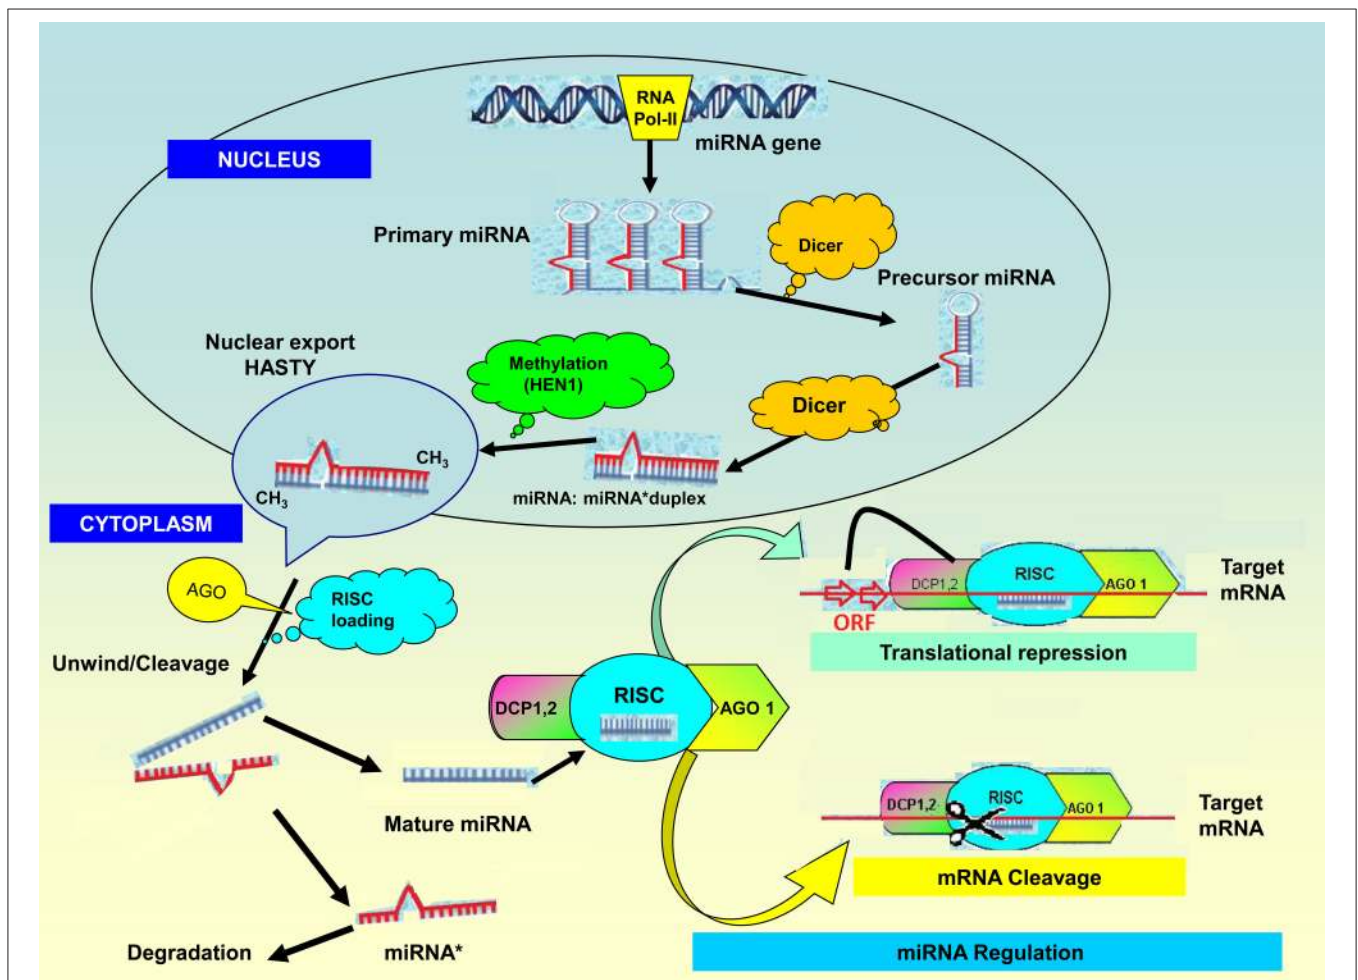 RNA
Pol-II
miRNA gene
NUCLEUS
Primary miRNA
Dicer
Precursor miRNA
Nuclear export
HASTY
Methylation
(HEN1)
Dicer
CH3
CH3
miRNA: miRNA*duplex
CYTOPLASM
AGO
RISC
loading
Unwind/Cleavage
DCP1,2
RISC
AGO 1
Target
mRNA
ORF
Translational repression
DCP1,2
RISC
AGO 1
Mature miRNA
DCP1,2
RISC
AGO 1
Target
mRNA
mRNA Cleavage
Degradation
miRNA*
miRNA Regulation